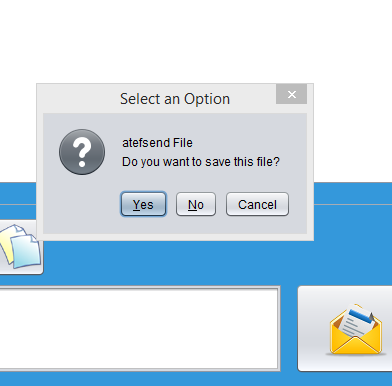 Select an Option
atefsend File
Do you want to save this file?
Yes No Cancel